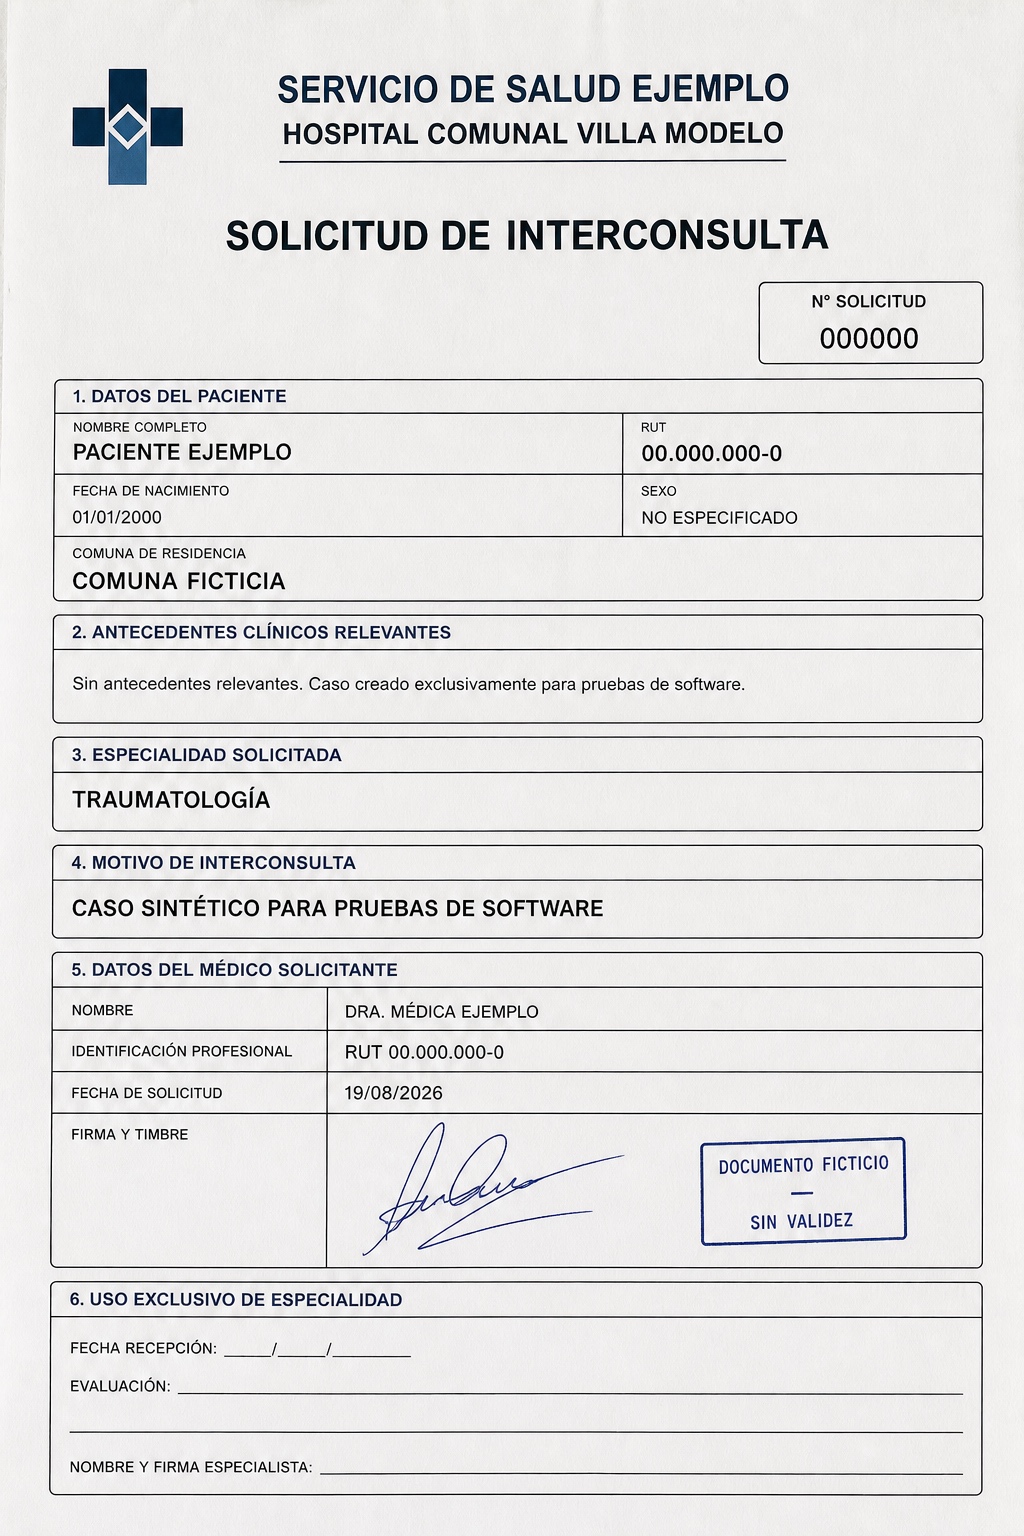 SERVICIO DE SALUD EJEMPLO
HOSPITAL COMUNAL VILLA MODELO
SOLICITUD DE INTERCONSULTA
Nº SOLICITUD
000000
1. DATOS DEL PACIENTE
NOMBRE COMPLETO
PACIENTE EJEMPLO
RUT
00.000.000-0
FECHA DE NACIMIENTO
01/01/2000
SEXO
NO ESPECIFICADO
COMUNA DE RESIDENCIA
COMUNA FICTICIA
2. ANTECEDENTES CLÍNICOS RELEVANTES
Sin antecedentes relevantes. Caso creado exclusivamente para pruebas de software.
3. ESPECIALIDAD SOLICITADA
TRAUMATOLOGÍA
4. MOTIVO DE INTERCONSULTA
CASO SINTÉTICO PARA PRUEBAS DE SOFTWARE
5. DATOS DEL MÉDICO SOLICITANTE
NOMBRE DRA. MÉDICA EJEMPLO
IDENTIFICACIÓN PROFESIONAL RUT 00.000.000-0
FECHA DE SOLICITUD 19/08/2026
FIRMA Y TIMBRE
DOCUMENTO FICTICIO
—
SIN VALIDEZ
6. USO EXCLUSIVO DE ESPECIALIDAD
FECHA RECEPCIÓN: _____/_____/________
EVALUACIÓN:
NOMBRE Y FIRMA ESPECIALISTA: